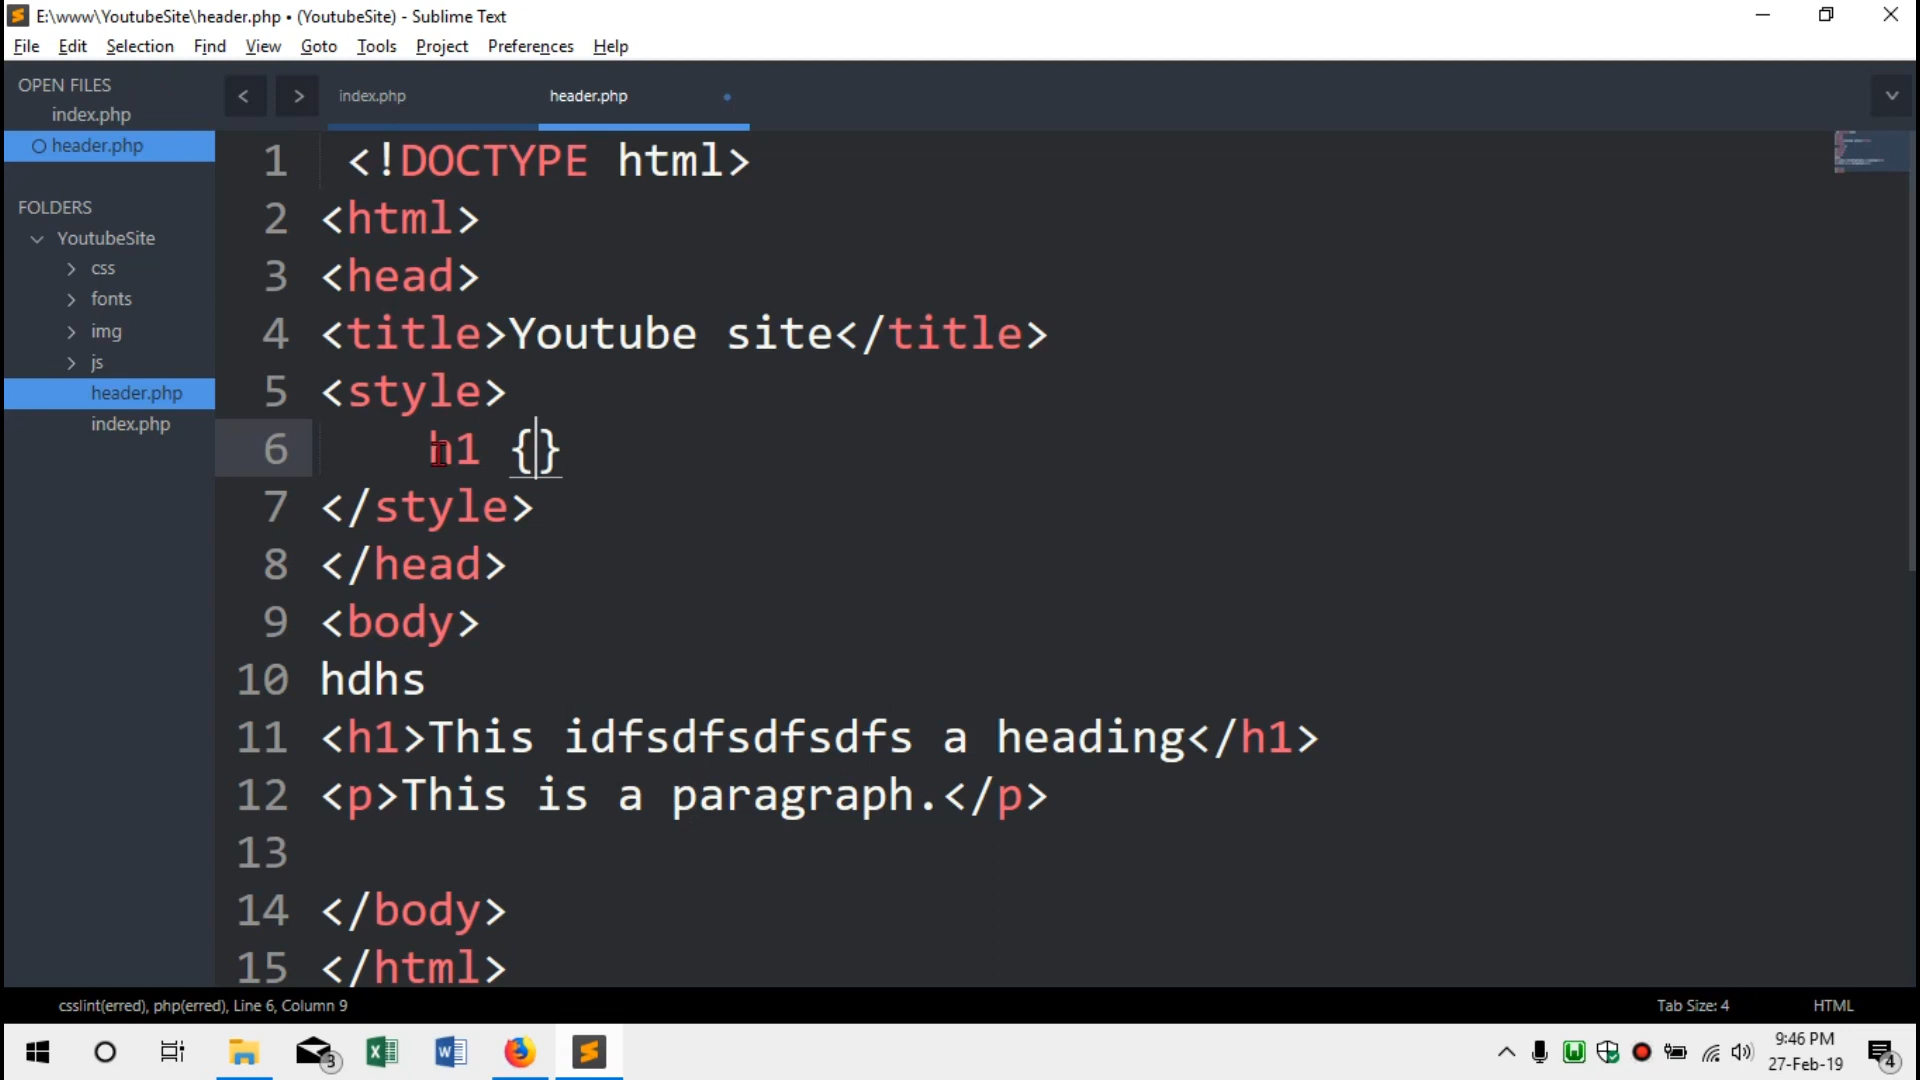 E:\www\YoutubeSite\header.php • (YoutubeSite) - Sublime Text
File Edit Selection Find View Goto Tools Project Preferences Help
OPEN FILES
index.php
header.php
FOLDERS
YoutubeSite
css
fonts
img
js
header.php
index.php
index.php header.php
1 <!DOCTYPE html>
2 <html>
3 <head>
4 <title>Youtube site</title>
5 <style>
6 h1 {}
7 </style>
8 </head>
9 <body>
10 hdhs
11 <h1>This idfsdfsdfsdfs a heading</h1>
12 <p>This is a paragraph.</p>
13
14 </body>
15 </html>
csslint(erred), php(erred), Line 6, Column 9 Tab Size: 4 HTML
3
9:46 PM
27-Feb-19
4